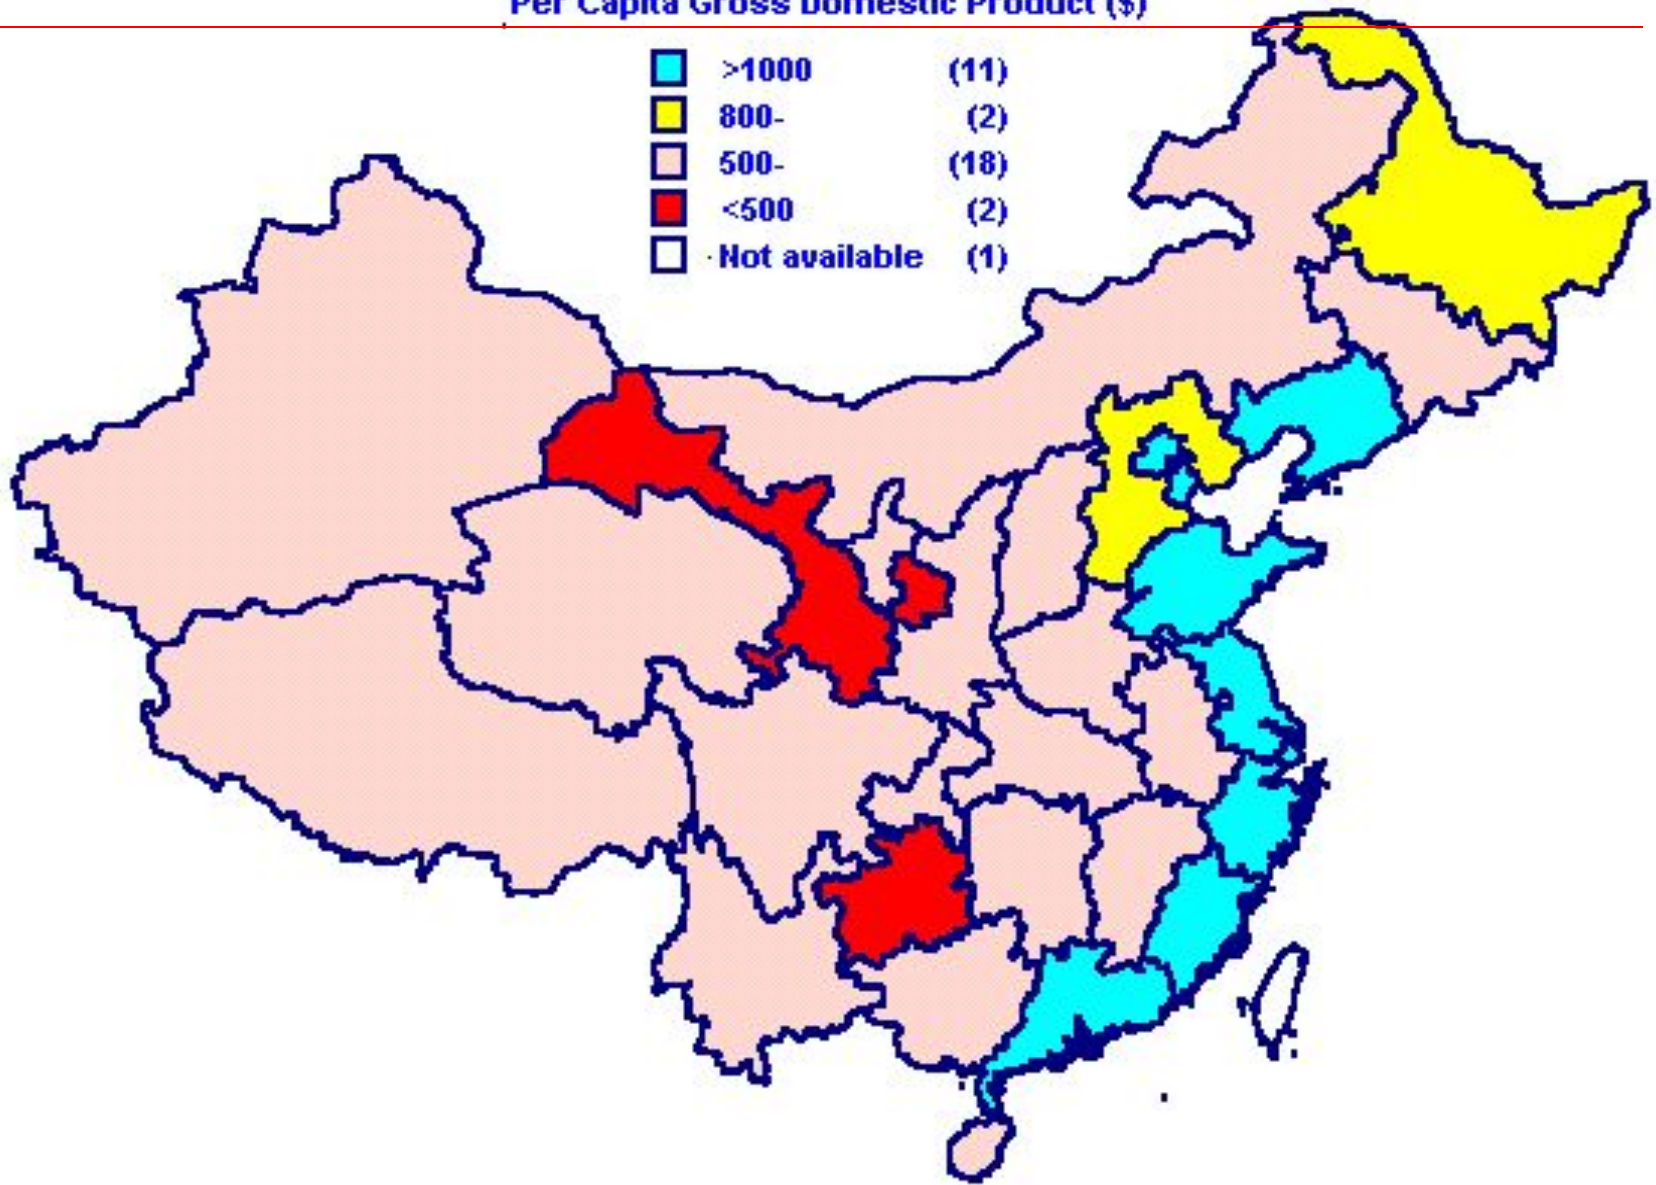 Per Capita Gross Domestic Product ($)
>1000 (11)
800- (2)
500- (18)
<500 (2)
Not available (1)